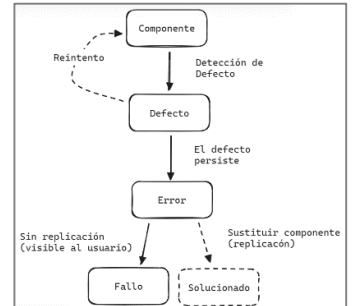 Componente
Reintento
Detección de
Defecto
Defecto
El defecto
persiste
Error
Sin replicación
(visible al usuario)
Sustituir componente
(replicacón)
Fallo
Solucionado